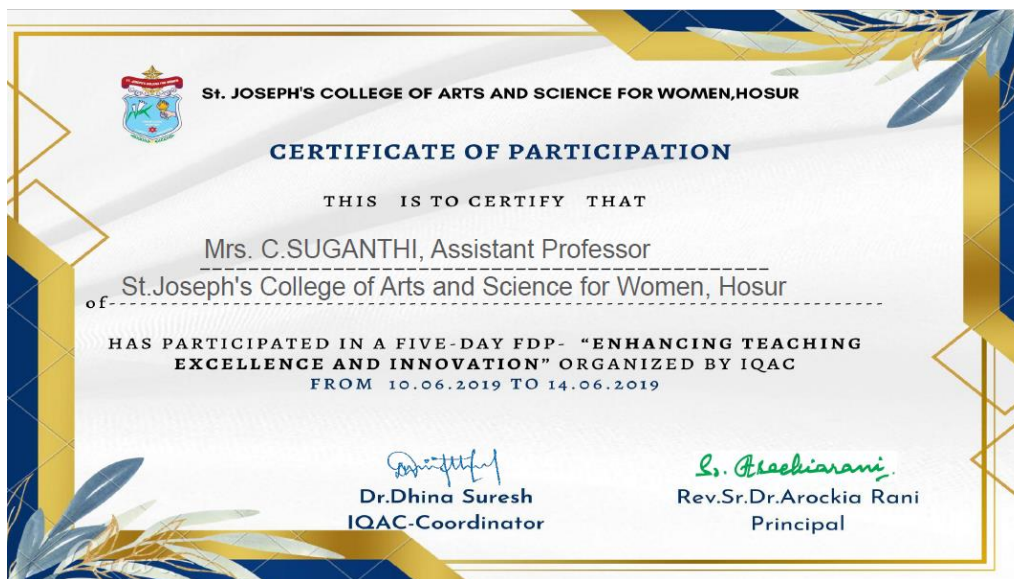 St. JOSEPH'S COLLEGE OF ARTS AND SCIENCE FOR WOMEN,HOSUR
CERTIFICATE OF PARTICIPATION
THIS IS TO CERTIFY THAT
Mrs. C.SUGANTHI, Assistant Professor
of St.Joseph's College of Arts and Science for Women, Hosur
HAS PARTICIPATED IN A FIVE-DAY FDP- “ENHANCING TEACHING
EXCELLENCE AND INNOVATION” ORGANIZED BY IQAC
FROM 10.06.2019 TO 14.06.2019
Dr.Dhina Suresh
IQAC-Coordinator
Rev.Sr.Dr.Arockia Rani
Principal